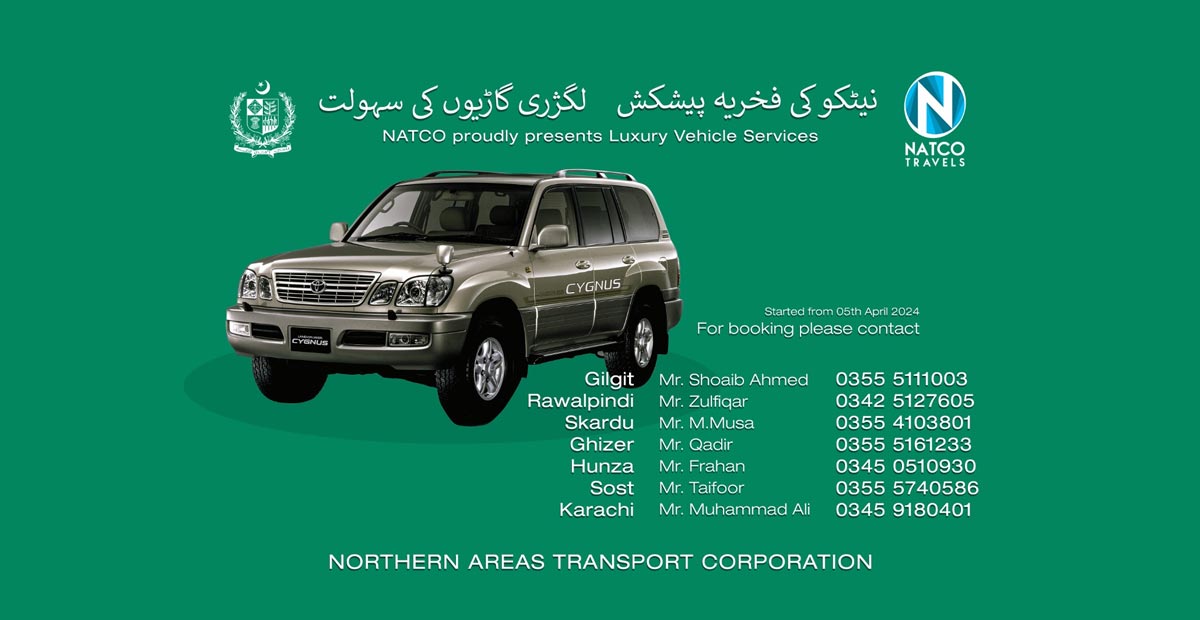 نیٹکو کی فخریہ پیشکش لگژری گاڑیوں کی سہولت
NATCO proudly presents Luxury Vehicle Services
NATCO
TRAVELS
CYGNUS
CYGNUS
Started from 05th April 2024
For booking please contact
Gilgit Mr. Shoaib Ahmed 0355 5111003
Rawalpindi Mr. Zulfiqar 0342 5127605
Skardu Mr. M.Musa 0355 4103801
Ghizer Mr. Qadir 0355 5161233
Hunza Mr. Frahan 0345 0510930
Sost Mr. Taifoor 0355 5740586
Karachi Mr. Muhammad Ali 0345 9180401
NORTHERN AREAS TRANSPORT CORPORATION